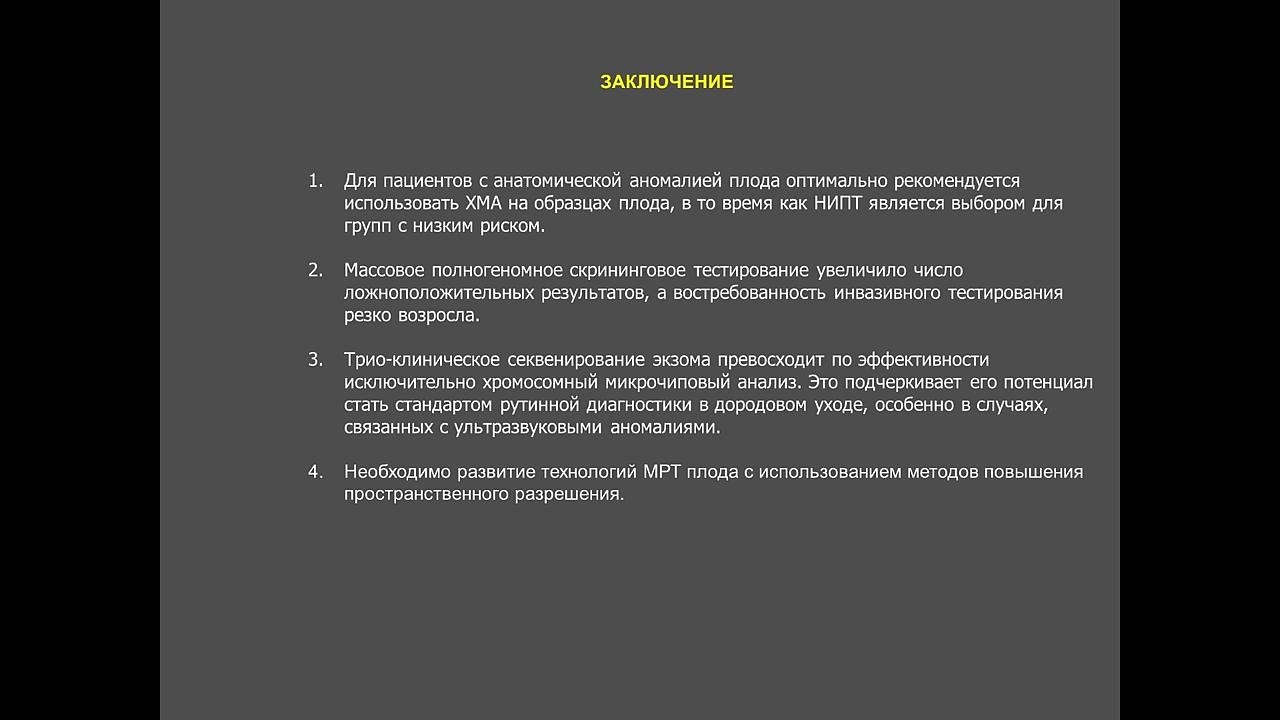 ЗАКЛЮЧЕНИЕ
1. Для пациентов с анатомической аномалией плода оптимально рекомендуется
использовать ХМА на образцах плода, в то время как НИПТ является выбором для
групп с низким риском.
2. Массовое полногеномное скрининговое тестирование увеличило число
ложноположительных результатов, а востребованность инвазивного тестирования
резко возросла.
3. Трио-клиническое секвенирование экзома превосходит по эффективности
исключительно хромосомный микрочиповый анализ. Это подчеркивает его потенциал
стать стандартом рутинной диагностики в дородовом уходе, особенно в случаях,
связанных с ультразвуковыми аномалиями.
4. Необходимо развитие технологий МРТ плода с использованием методов повышения
пространственного разрешения.